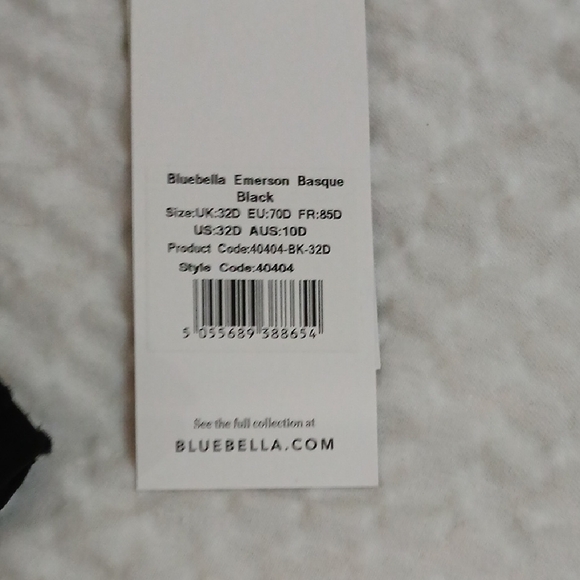 Bluebella Emerson Basque
Black
Size:UK:32D EU:70D FR:85D
US:32D AUS:10D
Product Code:40404-BK-32D
Style Code:40404
5 055689 388654
See the full collection at
BLUEBELLA.COM